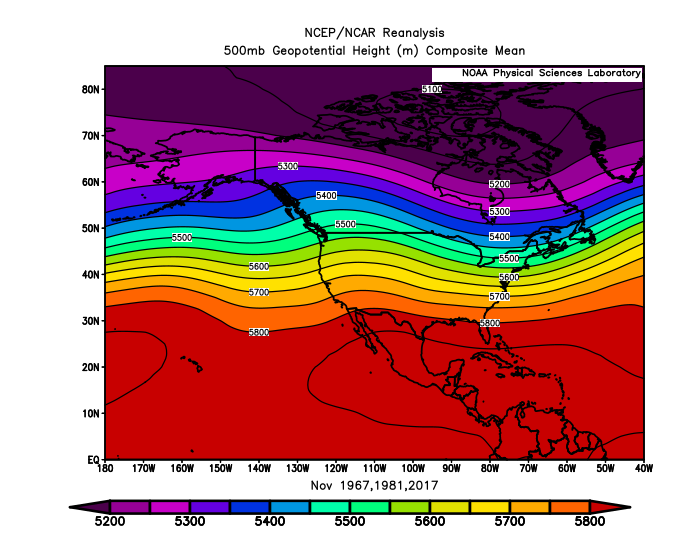 NCEP/NCAR Reanalysis
500mb Geopotential Height (m) Composite Mean
NOAA Physical Sciences Laboratory
80N
5100
70N
5300
60N
5200
5400
5300
50N
5500
5400
5500
5500
40N
5600
5600
5700
5700
30N
5800
5800
20N
10N
EQ
180 170W 160W 150W 140W 130W 120W 110W 100W 90W 80W 70W 60W 50W 40W
Nov 1967,1981,2017
5200 5300 5400 5500 5600 5700 5800